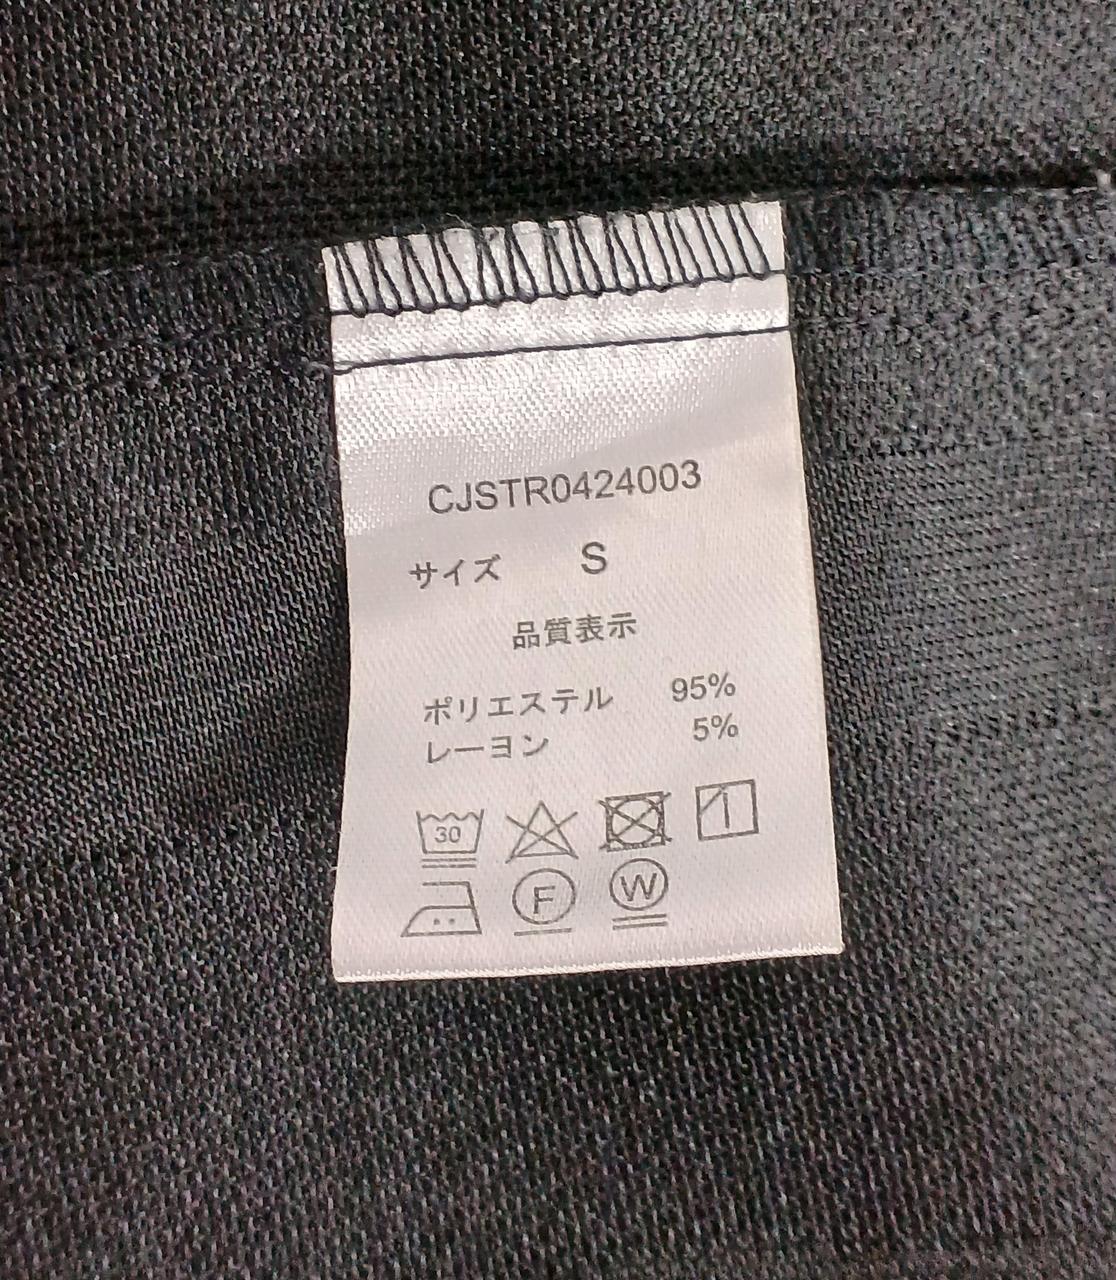 CJSTR0424003
サイズ S
品質表示
ポリエステル 95%
レーヨン 5%
30
F W